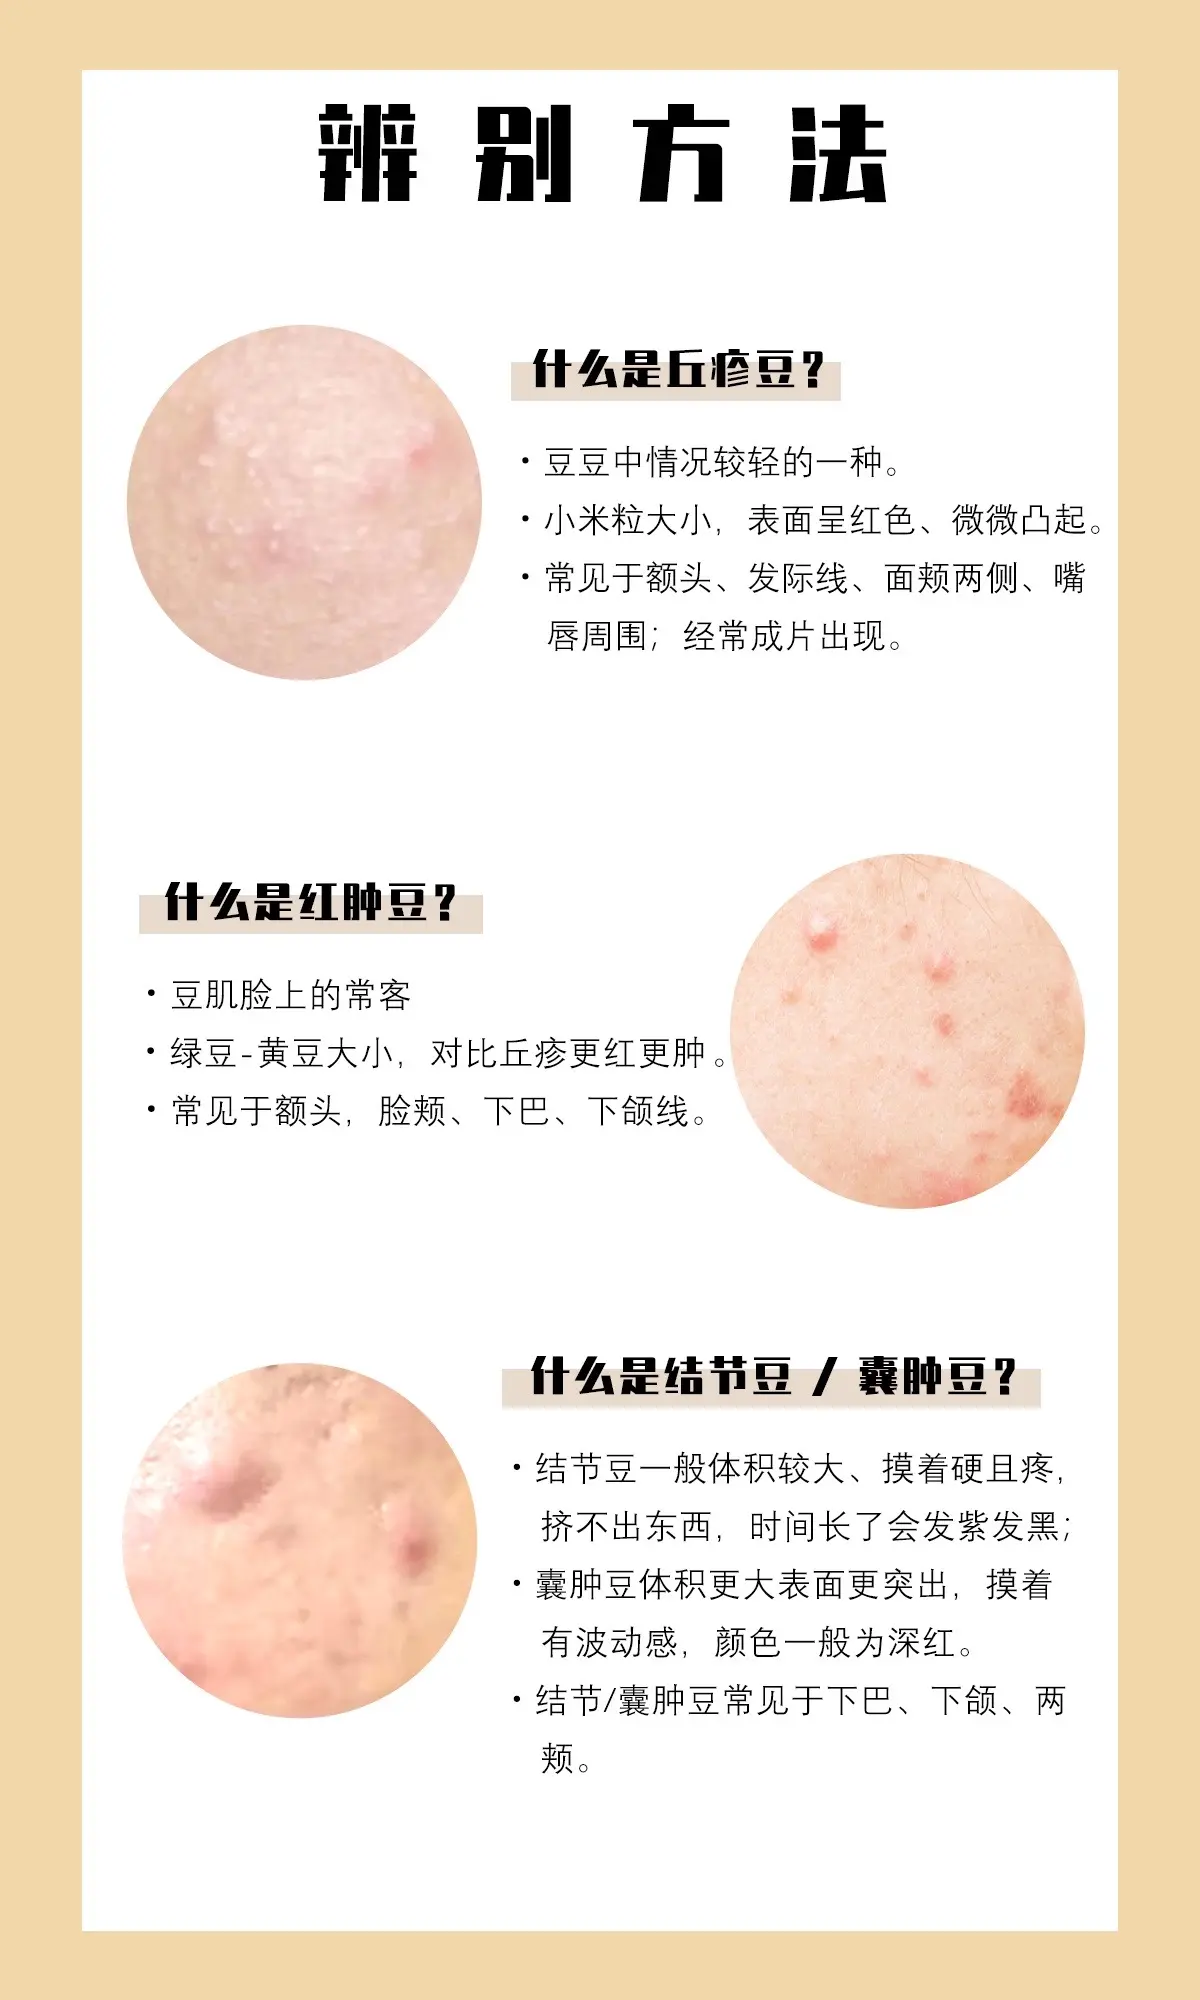 辨别方法
什么是丘疹豆?
·豆豆中情况较轻的一种。
·小米粒大小，表面呈红色、微微凸起。
·常见于额头、发际线、面颊两侧、嘴
唇周围；经常成片出现。
什么是红肿豆?
·豆肌脸上的常客
·绿豆-黄豆大小，对比丘疹更红更肿。
·常见于额头，脸颊、下巴、下颌线。
什么是结节豆 / 囊肿豆?
·结节豆一般体积较大、摸着硬且疼，
挤不出东西，时间长了会发紫发黑；
·囊肿豆体积更大表面更突出，摸着
有波动感，颜色一般为深红。
·结节/囊肿豆常见于下巴、下颌、两
颊。